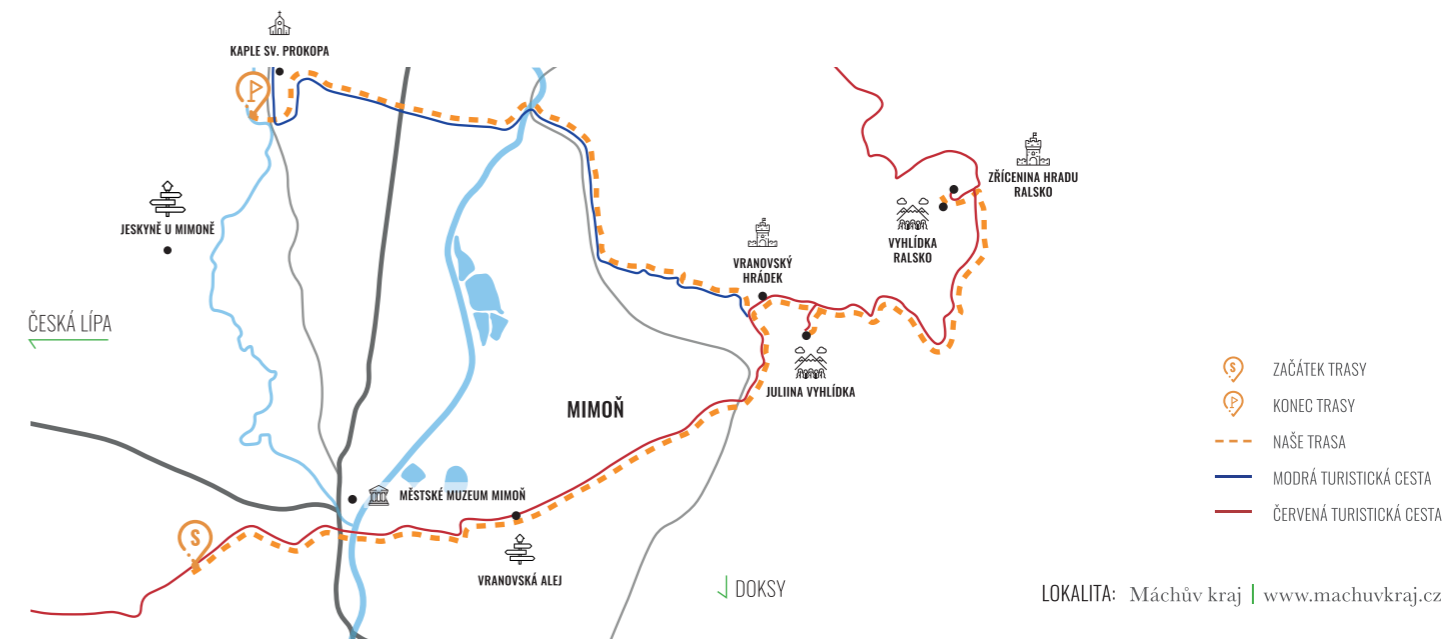 KAPLE SV. PROKOPA
P
ZŘÍCENINA HRADU
RALSKO
JESKYNĚ U MIMONĚ
VYHLÍDKA
RALSKO
VRANOVSKÝ
HRÁDEK
ČESKÁ LÍPA
JULIINA VYHLÍDKA
MIMOŇ
MĚSTSKÉ MUZEUM MIMOŇ
S
VRANOVSKÁ ALEJ
DOKSY
S ZAČÁTEK TRASY
P KONEC TRASY
NAŠE TRASA
MODRÁ TURISTICKÁ CESTA
ČERVENÁ TURISTICKÁ CESTA
LOKALITA: Máchův kraj | www.machuvkraj.cz